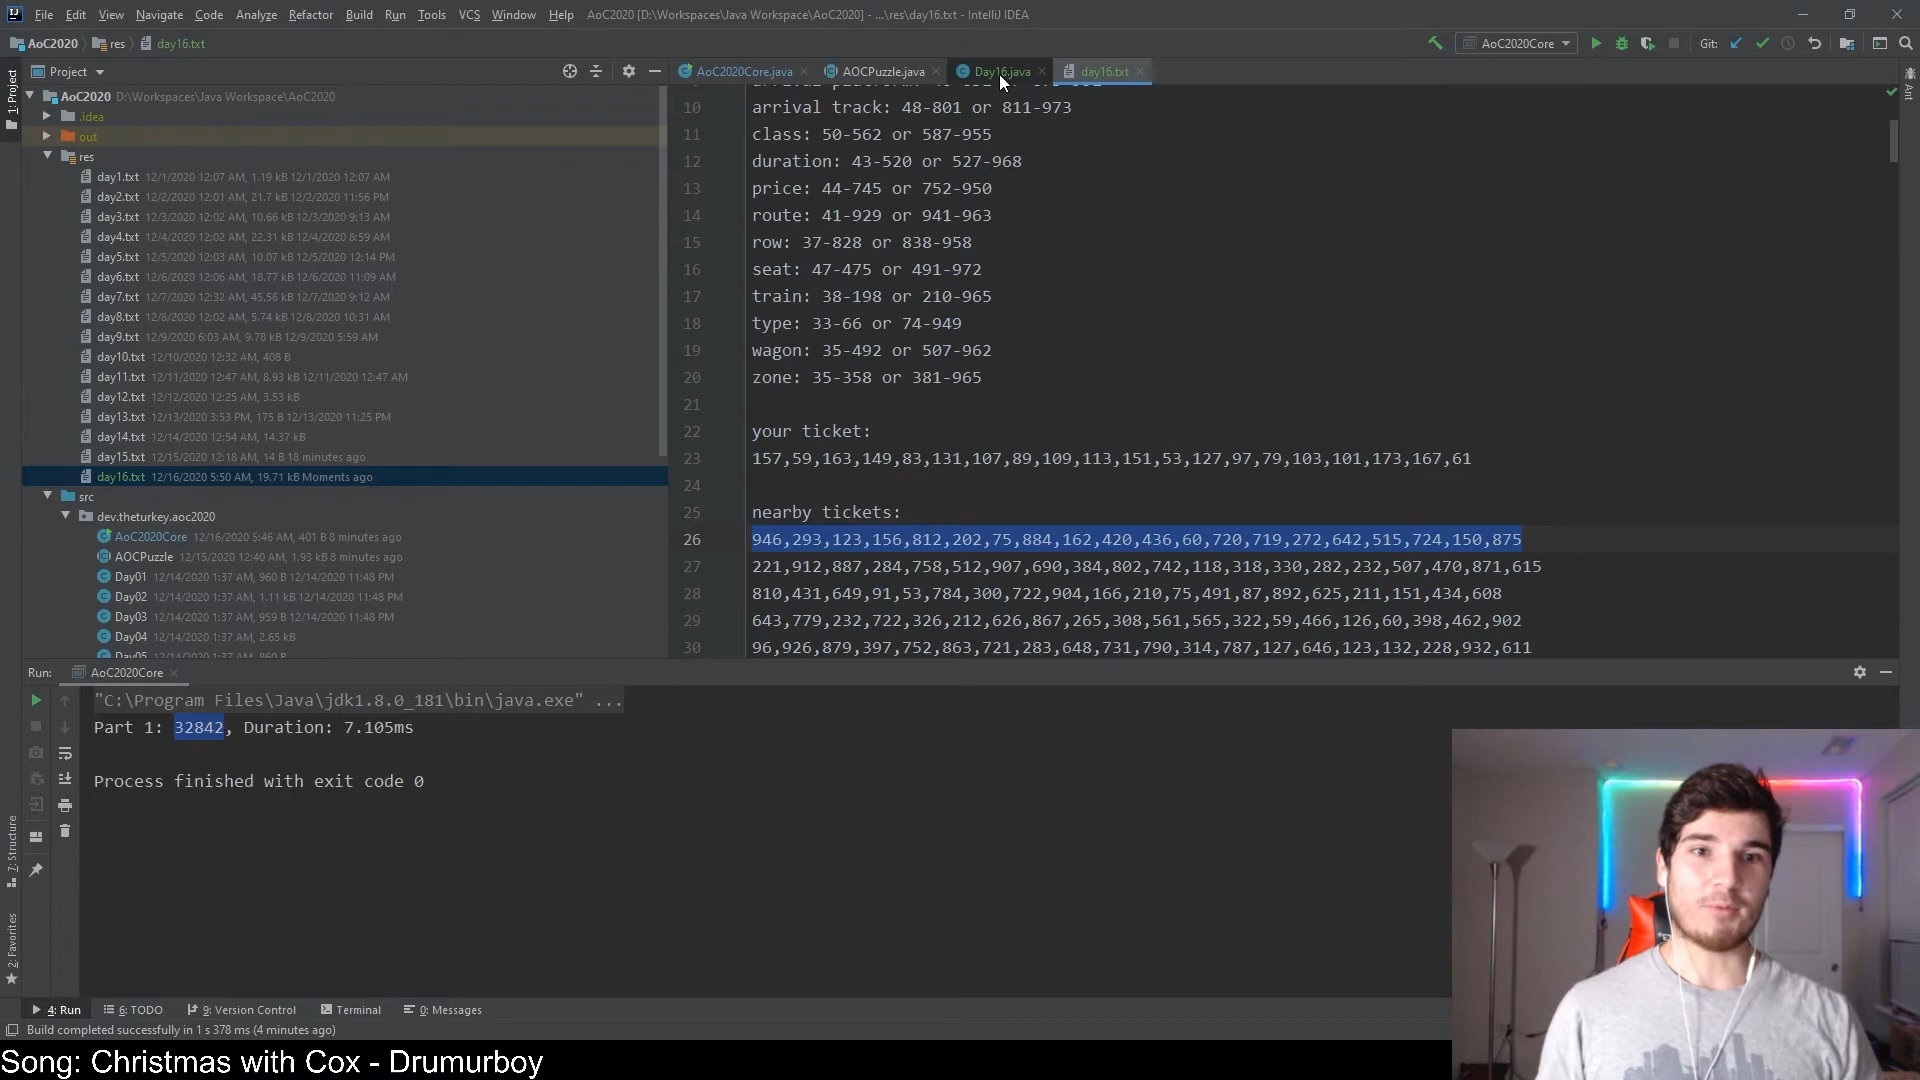 File Edit View Navigate Code Analyze Refactor Build Run Tools VCS Window Help AoC2020 [D:\Workspaces\Java Workspace\AoC2020] - ...\res\day16.txt - IntelliJ IDEA
AoC2020 res day16.txt AoC2020Core Git:
1: Project
Project
AoC2020Core.java AOCPuzzle.java Day16.java day16.txt
Ant
AoC2020 D:\Workspaces\Java Workspace\AoC2020
.idea
out
res
day1.txt 12/1/2020 12:07 AM, 1.19 kB 12/1/2020 12:07 AM
day2.txt 12/2/2020 12:01 AM, 21.7 kB 12/2/2020 11:56 PM
day3.txt 12/3/2020 12:02 AM, 10.66 kB 12/3/2020 9:13 AM
day4.txt 12/4/2020 12:02 AM, 22.31 kB 12/4/2020 8:59 AM
day5.txt 12/5/2020 12:03 AM, 10.07 kB 12/5/2020 12:14 PM
day6.txt 12/6/2020 12:06 AM, 18.77 kB 12/6/2020 11:09 AM
day7.txt 12/7/2020 12:32 AM, 45.56 kB 12/7/2020 9:12 AM
day8.txt 12/8/2020 12:02 AM, 5.74 kB 12/8/2020 10:31 AM
day9.txt 12/9/2020 6:03 AM, 9.78 kB 12/9/2020 5:59 AM
day10.txt 12/10/2020 12:32 AM, 408 B
day11.txt 12/11/2020 12:47 AM, 8.93 kB 12/11/2020 12:47 AM
day12.txt 12/12/2020 12:25 AM, 3.53 kB
day13.txt 12/13/2020 3:53 PM, 175 B 12/13/2020 11:25 PM
day14.txt 12/14/2020 12:54 AM, 14.37 kB
day15.txt 12/15/2020 12:18 AM, 14 B 18 minutes ago
day16.txt 12/16/2020 5:50 AM, 19.71 kB Moments ago
src
dev.theturkey.aoc2020
AoC2020Core 12/16/2020 5:46 AM, 401 B 8 minutes ago
AOCPuzzle 12/15/2020 12:40 AM, 1.93 kB 8 minutes ago
Day01 12/14/2020 1:37 AM, 960 B 12/14/2020 11:48 PM
Day02 12/14/2020 1:37 AM, 1.11 kB 12/14/2020 11:48 PM
Day03 12/14/2020 1:37 AM, 959 B 12/14/2020 11:48 PM
Day04 12/14/2020 1:37 AM, 2.65 kB
Day05 12/14/2020 1:37 AM, 860 B
10 arrival track: 48-801 or 811-973
11 class: 50-562 or 587-955
12 duration: 43-520 or 527-968
13 price: 44-745 or 752-950
14 route: 41-929 or 941-963
15 row: 37-828 or 838-958
16 seat: 47-475 or 491-972
17 train: 38-198 or 210-965
18 type: 33-66 or 74-949
19 wagon: 35-492 or 507-962
20 zone: 35-358 or 381-965
21
22 your ticket:
23 157,59,163,149,83,131,107,89,109,113,151,53,127,97,79,103,101,173,167,61
24
25 nearby tickets:
26 946,293,123,156,812,202,75,884,162,420,436,60,720,719,272,642,515,724,150,875
27 221,912,887,284,758,512,907,690,384,802,742,118,318,330,282,232,507,470,871,615
28 810,431,649,91,53,784,300,722,904,166,210,75,491,87,892,625,211,151,434,608
29 643,779,232,722,326,212,626,867,265,308,561,565,322,59,466,126,60,398,462,902
30 96,926,879,397,752,863,721,283,648,731,790,314,787,127,646,123,132,228,932,611
Run: AoC2020Core
"C:\Program Files\Java\jdk1.8.0_181\bin\java.exe" ...
Part 1: 32842, Duration: 7.105ms
Process finished with exit code 0
7: Structure
2: Favorites
4: Run 6: TODO 9: Version Control Terminal 0: Messages
Build completed successfully in 1 s 378 ms (4 minutes ago)
Song: Christmas with Cox - Drumurboy